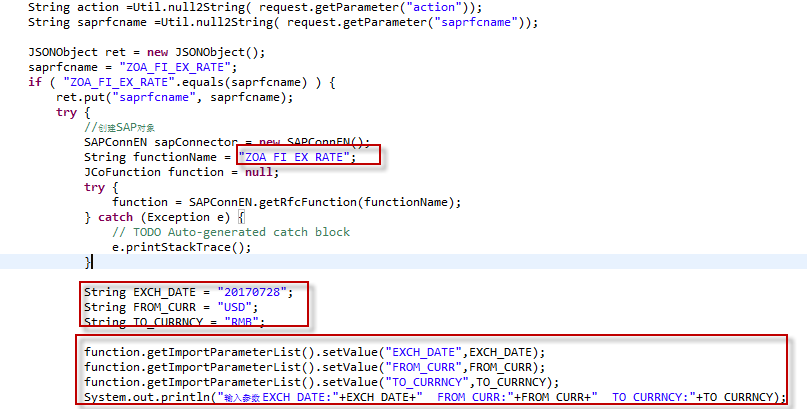 String action =Util.null2String( request.getParameter("action"));
String saprfcname =Util.null2String( request.getParameter("saprfcname"));
JSONObject ret = new JSONObject();
saprfcname = "ZOA_FI_EX_RATE";
if ( "ZOA_FI_EX_RATE".equals(saprfcname) ) {
ret.put("saprfcname", saprfcname);
try {
//创建SAP对象
SAPConnEN sapConnector = new SAPConnEN();
String functionName = "ZOA_FI_EX_RATE";
JCoFunction function = null;
try {
function = SAPConnEN.getRfcFunction(functionName);
} catch (Exception e) {
// TODO Auto-generated catch block
e.printStackTrace();
}
String EXCH_DATE = "20170728";
String FROM_CURR = "USD";
String TO_CURRNCY = "RMB";
function.getImportParameterList().setValue("EXCH_DATE",EXCH_DATE);
function.getImportParameterList().setValue("FROM_CURR",FROM_CURR);
function.getImportParameterList().setValue("TO_CURRNCY",TO_CURRNCY);
System.out.println("输入参数EXCH_DATE:"+EXCH_DATE+"  FROM_CURR:"+FROM_CURR+"  TO_CURRNCY:"+TO_CURRNCY);